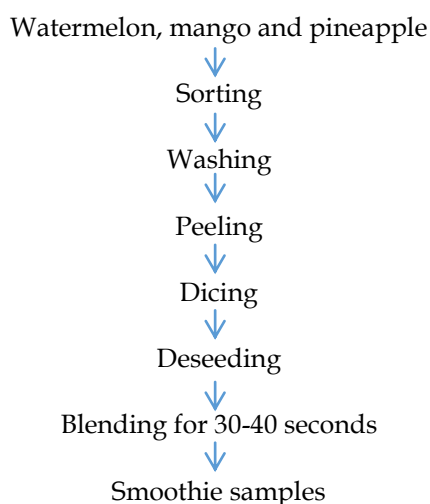 Watermelon, mango and pineapple
Sorting
Washing
Peeling
Dicing
Deseeding
Blending for 30-40 seconds
Smoothie samples